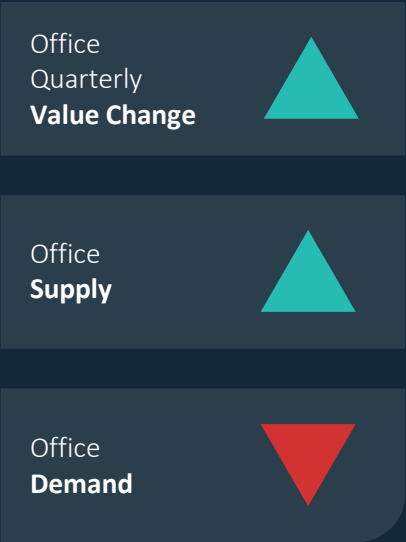 Office
Quarterly
Value Change
Office
Supply
Office
Demand